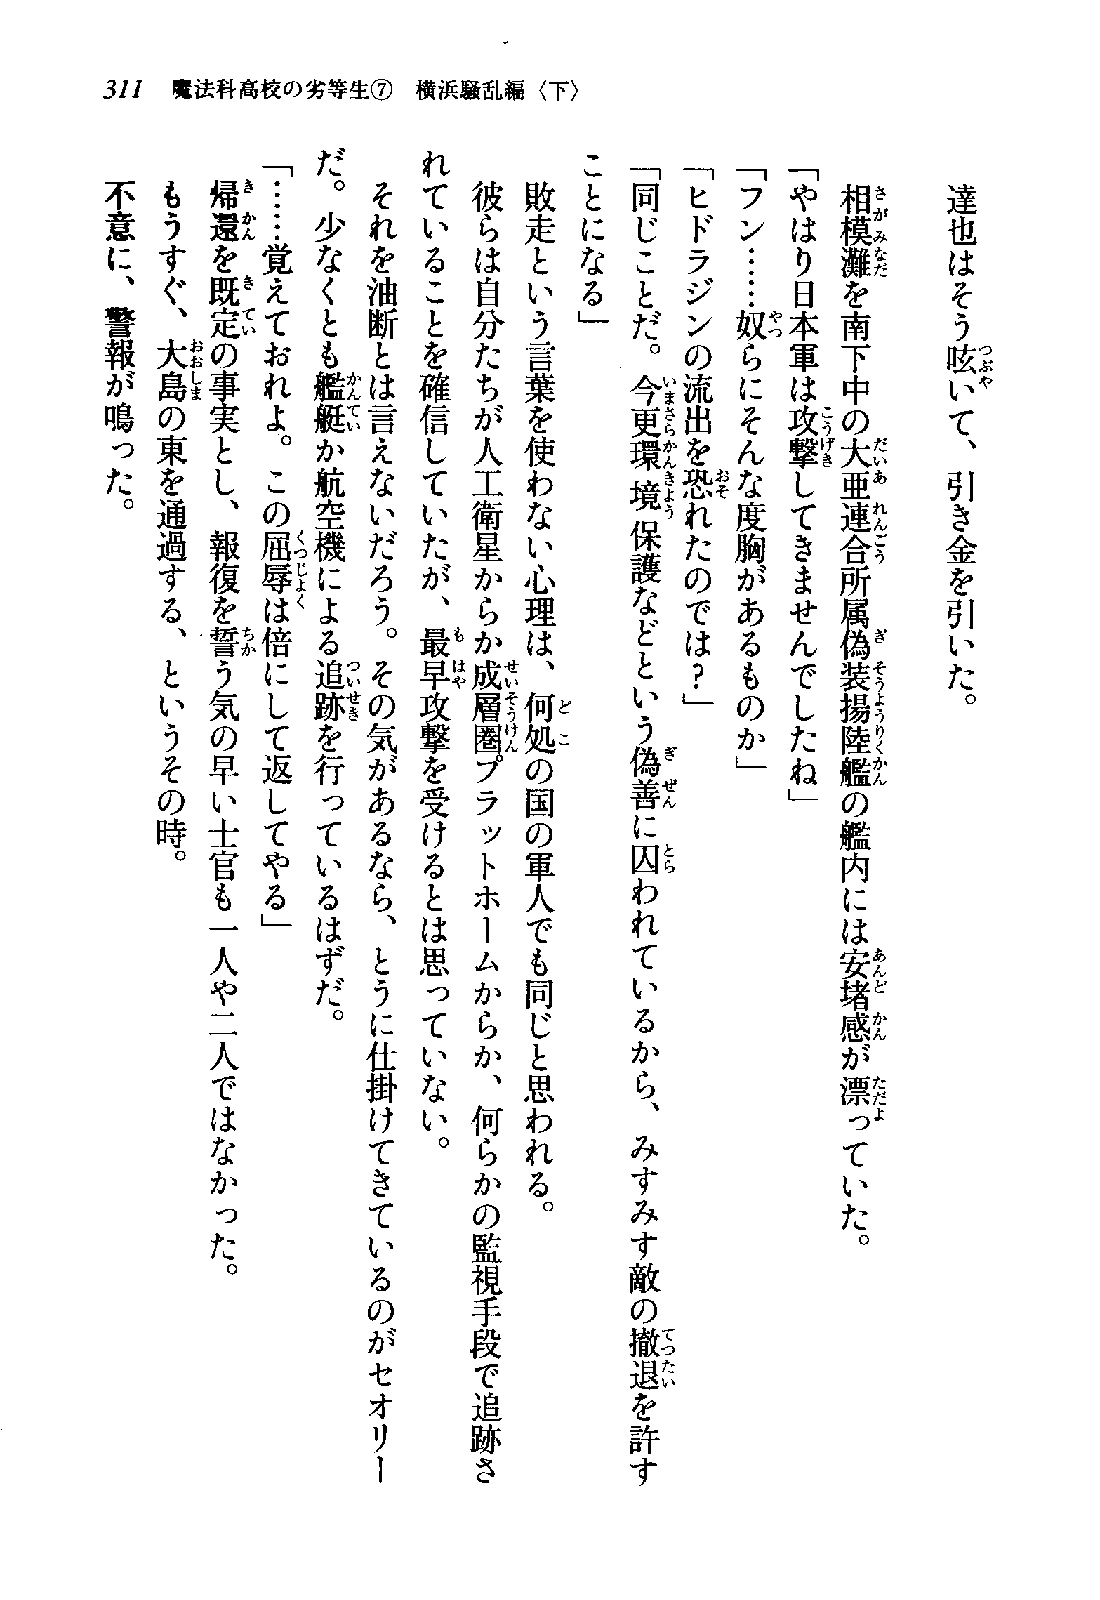 311　魔法科高校の劣等生⑦　横浜騒乱編〈下〉
達也はそう呟いて、引き金を引いた。
相模灘を南下中の大亜連合所属偽装揚陸艦の艦内には安堵感が漂っていた。
「やはり日本軍は攻撃してきませんでしたね」
「フン……奴らにそんな度胸があるものか」
「ヒドラジンの流出を恐れたのでは？」
「同じことだ。今更環境保護などという偽善に囚われているから、みすみす敵の撤退を許す
ことになる」
敗走という言葉を使わない心理は、何処の国の軍人でも同じと思われる。
彼らは自分たちが人工衛星からか成層圏プラットホームからか、何らかの監視手段で追跡さ
れていることを確信していたが、最早攻撃を受けるとは思っていない。
それを油断とは言えないだろう。その気があるなら、とうに仕掛けてきているのがセオリー
だ。少なくとも艦艇か航空機による追跡を行っているはずだ。
「……覚えておれよ。この屈辱は倍にして返してやる」
帰還を既定の事実とし、報復を誓う気の早い士官も一人や二人ではなかった。
もうすぐ、大島の東を通過する、というその時。
不意に、警報が鳴った。